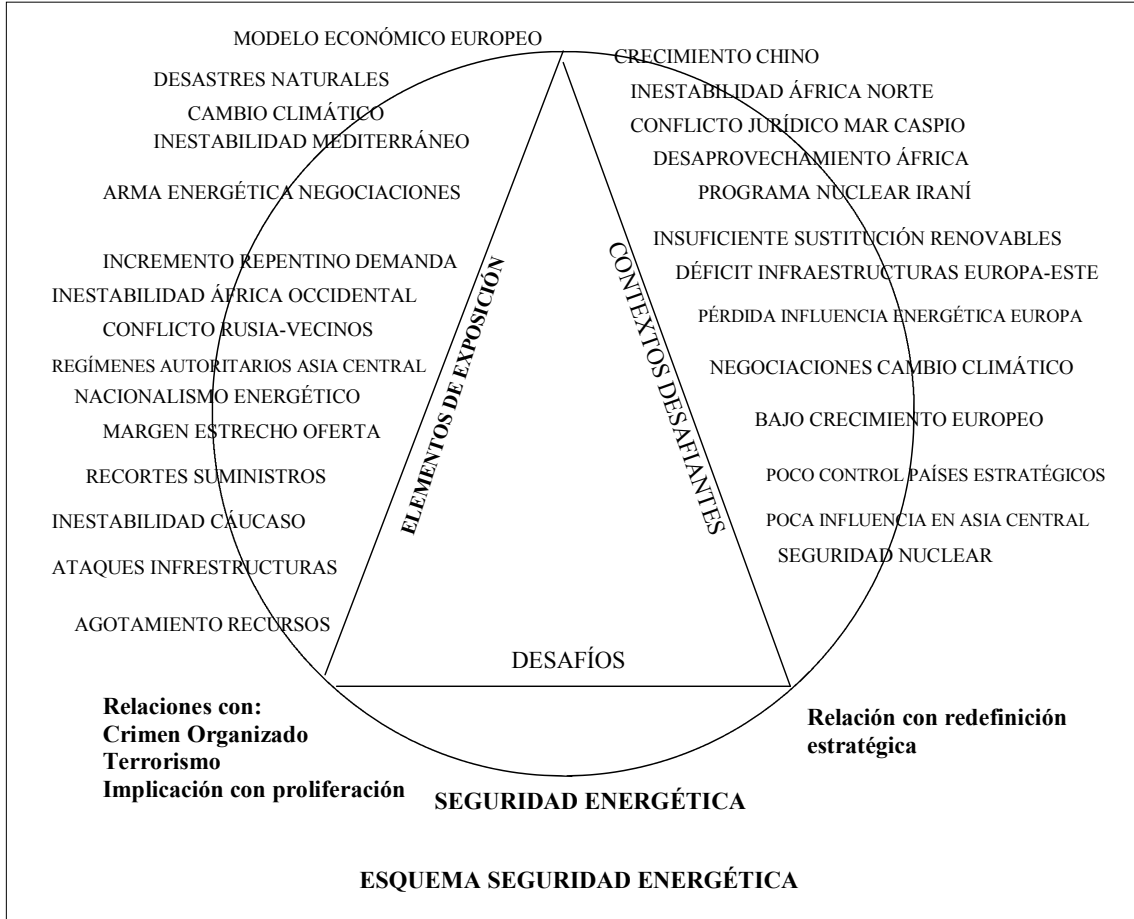 MODELO ECONÓMICO EUROPEO
DESASTRES NATURALES
CAMBIO CLIMÁTICO
INESTABILIDAD MEDITERRÁNEO
ARMA ENERGÉTICA NEGOCIACIONES
INCREMENTO REPENTINO DEMANDA
INESTABILIDAD ÁFRICA OCCIDENTAL
CONFLICTO RUSIA-VECINOS
REGÍMENES AUTORITARIOS ASIA CENTRAL
NACIONALISMO ENERGÉTICO
MARGEN ESTRECHO OFERTA
RECORTES SUMINISTROS
INESTABILIDAD CÁUCASO
ATAQUES INFRESTRUCTURAS
AGOTAMIENTO RECURSOS
ELEMENTOS DE EXPOSICIÓN
CONTEXTOS DESAFIANTES
CRECIMIENTO CHINO
INESTABILIDAD ÁFRICA NORTE
CONFLICTO JURÍDICO MAR CASPIO
DESAPROVECHAMIENTO ÁFRICA
PROGRAMA NUCLEAR IRANÍ
INSUFICIENTE SUSTITUCIÓN RENOVABLES
DÉFICIT INFRAESTRUCTURAS EUROPA-ESTE
PÉRDIDA INFLUENCIA ENERGÉTICA EUROPA
NEGOCIACIONES CAMBIO CLIMÁTICO
BAJO CRECIMIENTO EUROPEO
POCO CONTROL PAÍSES ESTRATÉGICOS
POCA INFLUENCIA EN ASIA CENTRAL
SEGURIDAD NUCLEAR
DESAFÍOS
Relaciones con:
Crimen Organizado
Terrorismo
Implicación con proliferación
Relación con redefinición
estratégica
SEGURIDAD ENERGÉTICA
ESQUEMA SEGURIDAD ENERGÉTICA